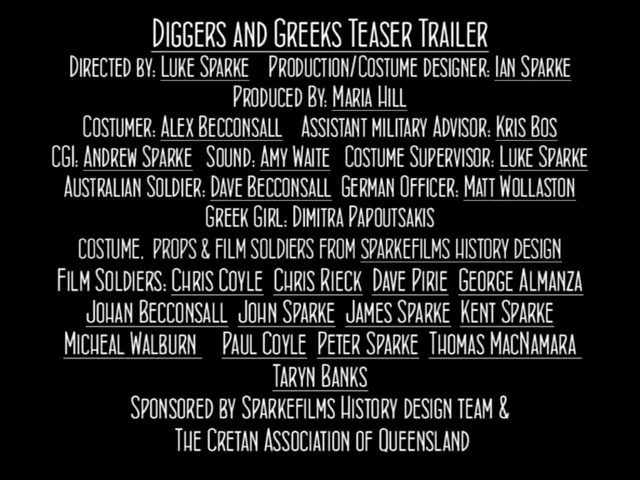 Diggers and Greeks Teaser Trailer
Directed by: Luke Sparke Production/Costume designer: Ian Sparke
Produced By: Maria Hill
Costumer: Alex Becconsall Assistant military Advisor: Kris Bos
CGI: Andrew Sparke Sound: Amy Waite Costume Supervisor: Luke Sparke
Australian Soldier: Dave Becconsall German Officer: Matt Wollaston
Greek Girl: Dimitra Papoutsakis
costume, props & film soldiers from sparkefilms history design
Film Soldiers: Chris Coyle Chris Rieck Dave Pirie George Almanza
Johan Becconsall John Sparke James Sparke Kent Sparke
Micheal Walburn Paul Coyle Peter Sparke Thomas MacNamara
Taryn Banks
Sponsored by Sparkefilms History design team &
The Cretan Association of Queensland